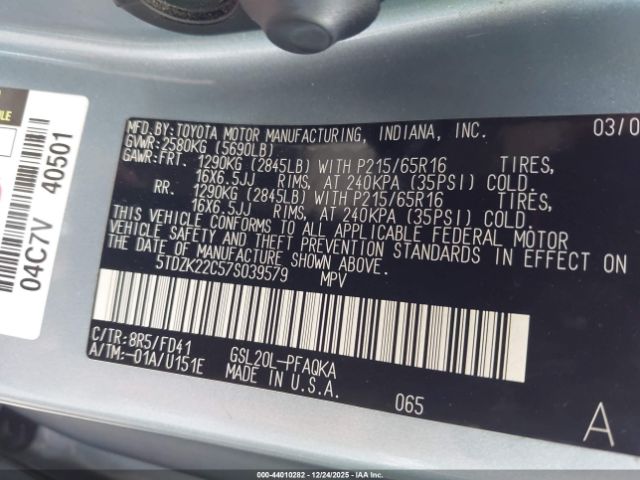 MFD.BY:TOYOTA MOTOR MANUFACTURING, INDIANA, INC. 03/0
GVWR:2580KG (5690LB)
GAWR:FRT. 1290KG (2845LB) WITH P215/65R16 TIRES,
16X6.5JJ RIMS, AT 240KPA (35PSI) COLD.
RR. 1290KG (2845LB) WITH P215/65R16 TIRES,
16X6.5JJ RIMS, AT 240KPA (35PSI) COLD.
THIS VEHICLE CONFORMS TO ALL APPLICABLE FEDERAL MOTOR
VEHICLE SAFETY AND THEFT PREVENTION STANDARDS IN EFFECT
ON THE DATE OF MANUFACTURE SHOWN ABOVE.
5TDZK22C57S039579 MPV
C/TR:8R5/FD41
A/TM:-01A/U151E
GSL20L-PFAQKA
MADE IN U.S.A.
065
A
04C7V 40501
000-44010282 - 12/24/2025 - IAAI.COM